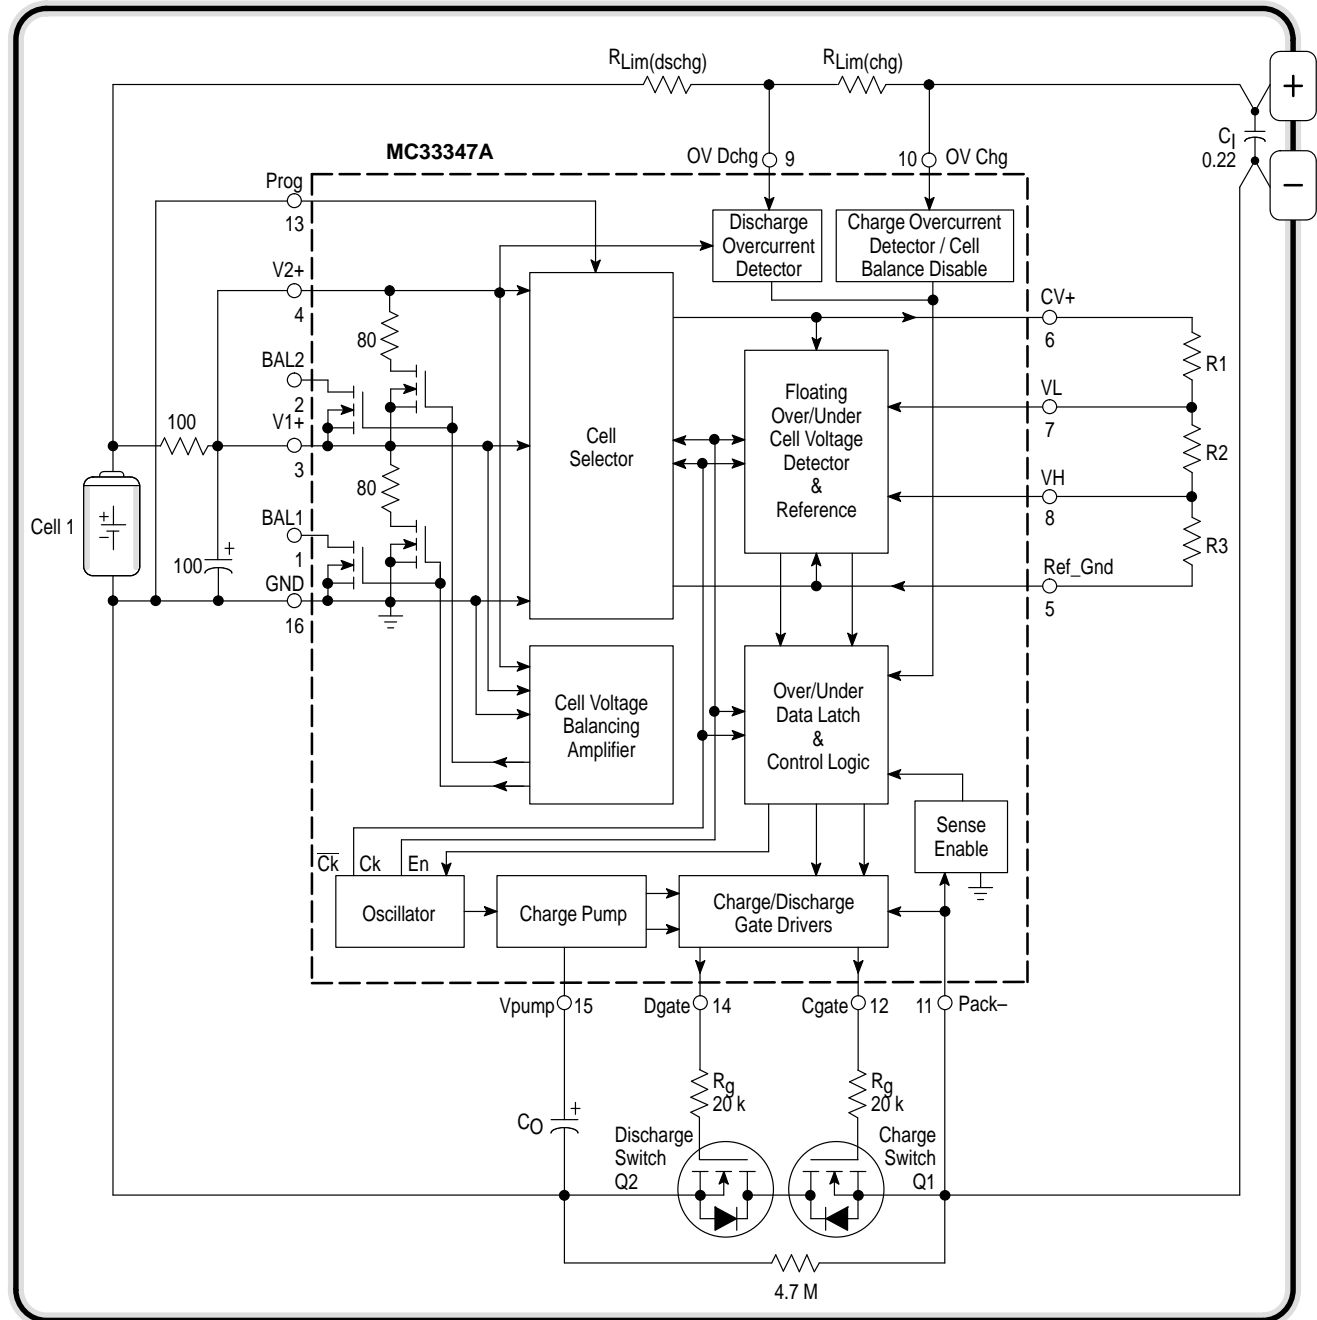 RLim(dschg)
RLim(chg)
+
CI
0.22
−
MC33347A
OV Dchg
9
10
OV Chg
Prog
13
Discharge
Overcurrent
Detector
Charge Overcurrent
Detector / Cell
Balance Disable
V2+
4
CV+
6
80
R1
BAL2
2
Floating
Over/Under
Cell Voltage
Detector
&
Reference
VL
7
100
V1+
3
Cell
Selector
R2
80
VH
8
Cell 1
+
−
BAL1
1
R3
100
+
GND
16
Ref_Gnd
5
Cell Voltage
Balancing
Amplifier
Over/Under
Data Latch
&
Control Logic
Sense
Enable
Ck
Ck
En
Oscillator
Charge Pump
Charge/Discharge
Gate Drivers
Vpump
15
Dgate
14
Cgate
12
11
Pack–
Rg
20 k
Rg
20 k
CO
+
Discharge
Switch
Q2
Charge
Switch
Q1
4.7 M